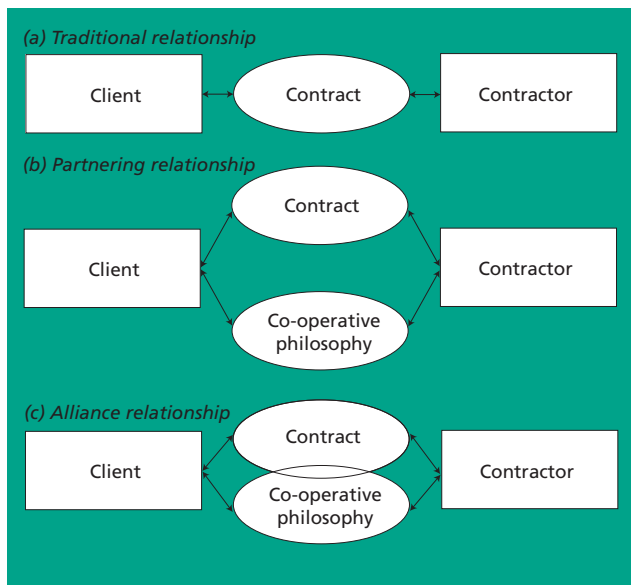 (a) Traditional relationship
Client
Contract
Contractor
(b) Partnering relationship
Contract
Client
Contractor
Co-operative
philosophy
(c) Alliance relationship
Contract
Client
Contractor
Co-operative
philosophy